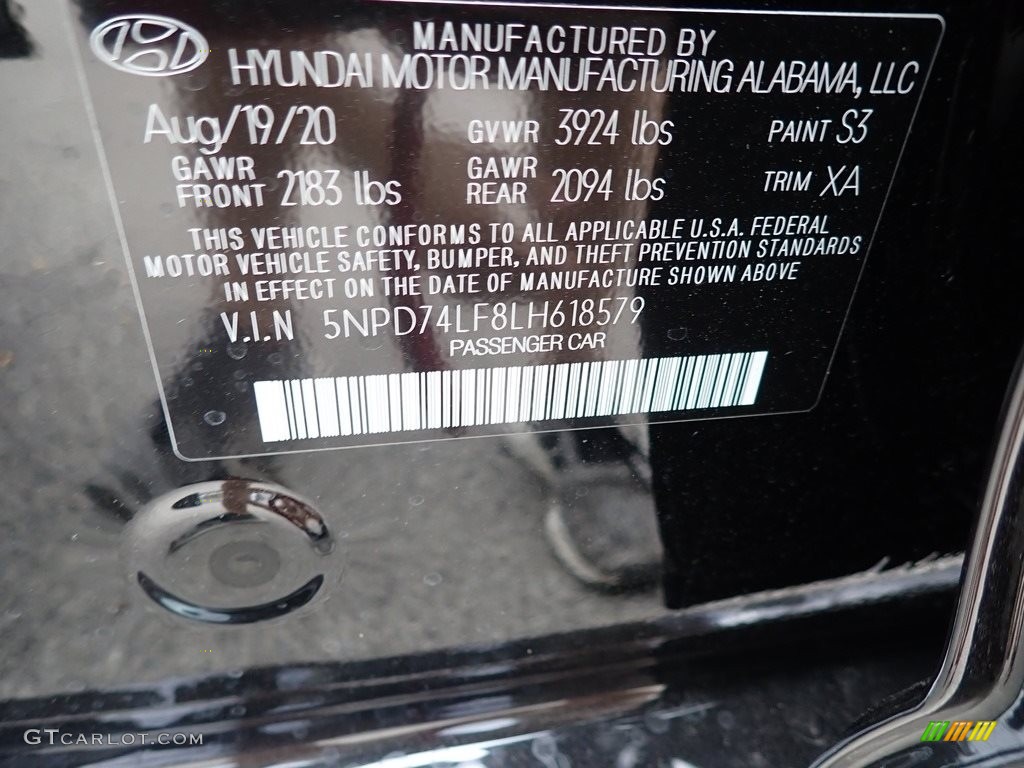 MANUFACTURED BY
HYUNDAI MOTOR MANUFACTURING ALABAMA, LLC
Aug/19/20 GVWR 3924 lbs PAINT S3
GAWR FRONT 2183 lbs GAWR REAR 2094 lbs TRIM XA
THIS VEHICLE CONFORMS TO ALL APPLICABLE U.S.A. FEDERAL
MOTOR VEHICLE SAFETY, BUMPER, AND THEFT PREVENTION STANDARDS
IN EFFECT ON THE DATE OF MANUFACTURE SHOWN ABOVE
V.I.N 5NPD74LF8LH618579
PASSENGER CAR
GTCARLOT.COM